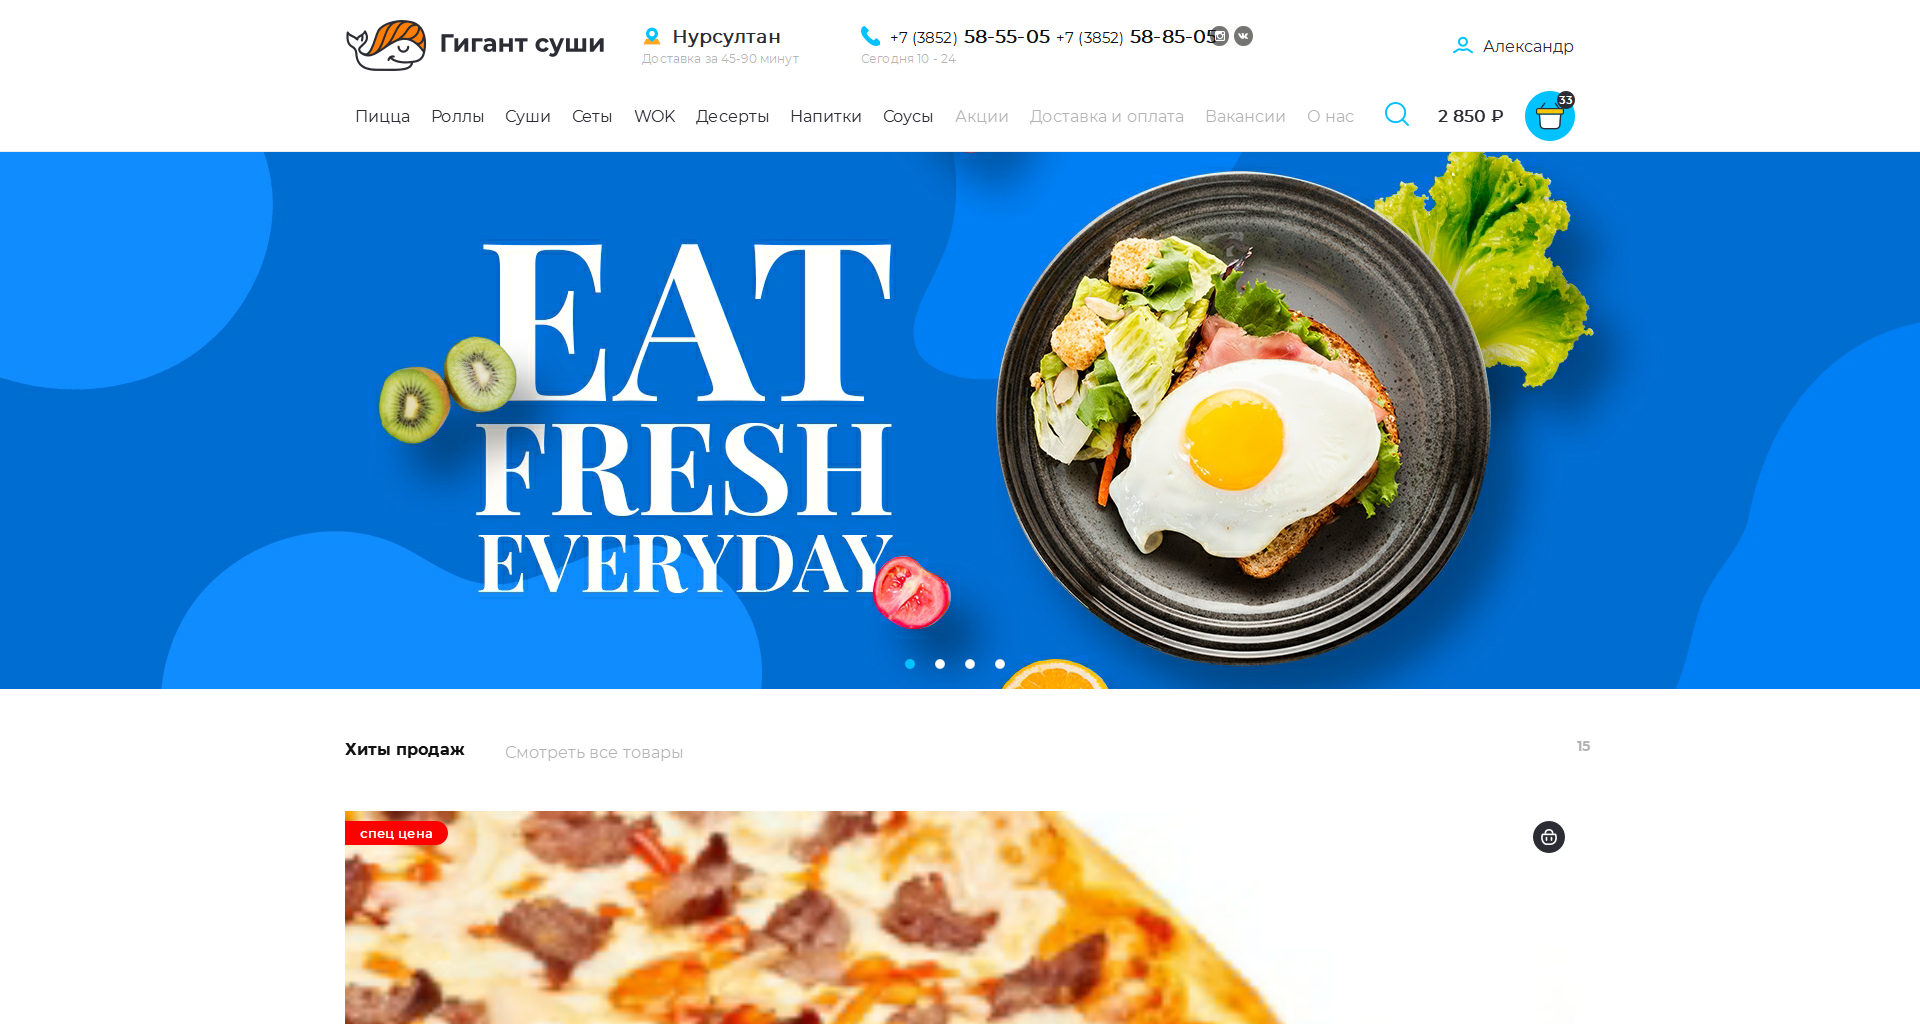 Гигант суши
Нурсултан
Доставка за 45-90 минут
+7 (3852) 58-55-05 +7 (3852) 58-85-05
Сегодня 10 - 24
Александр
Пицца Роллы Суши Сеты WOK Десерты Напитки Соусы Акции Доставка и оплата Вакансии О нас
2 850 ₽
33
EAT
FRESH
EVERYDAY
Хиты продаж
Смотреть все товары
15
спец цена